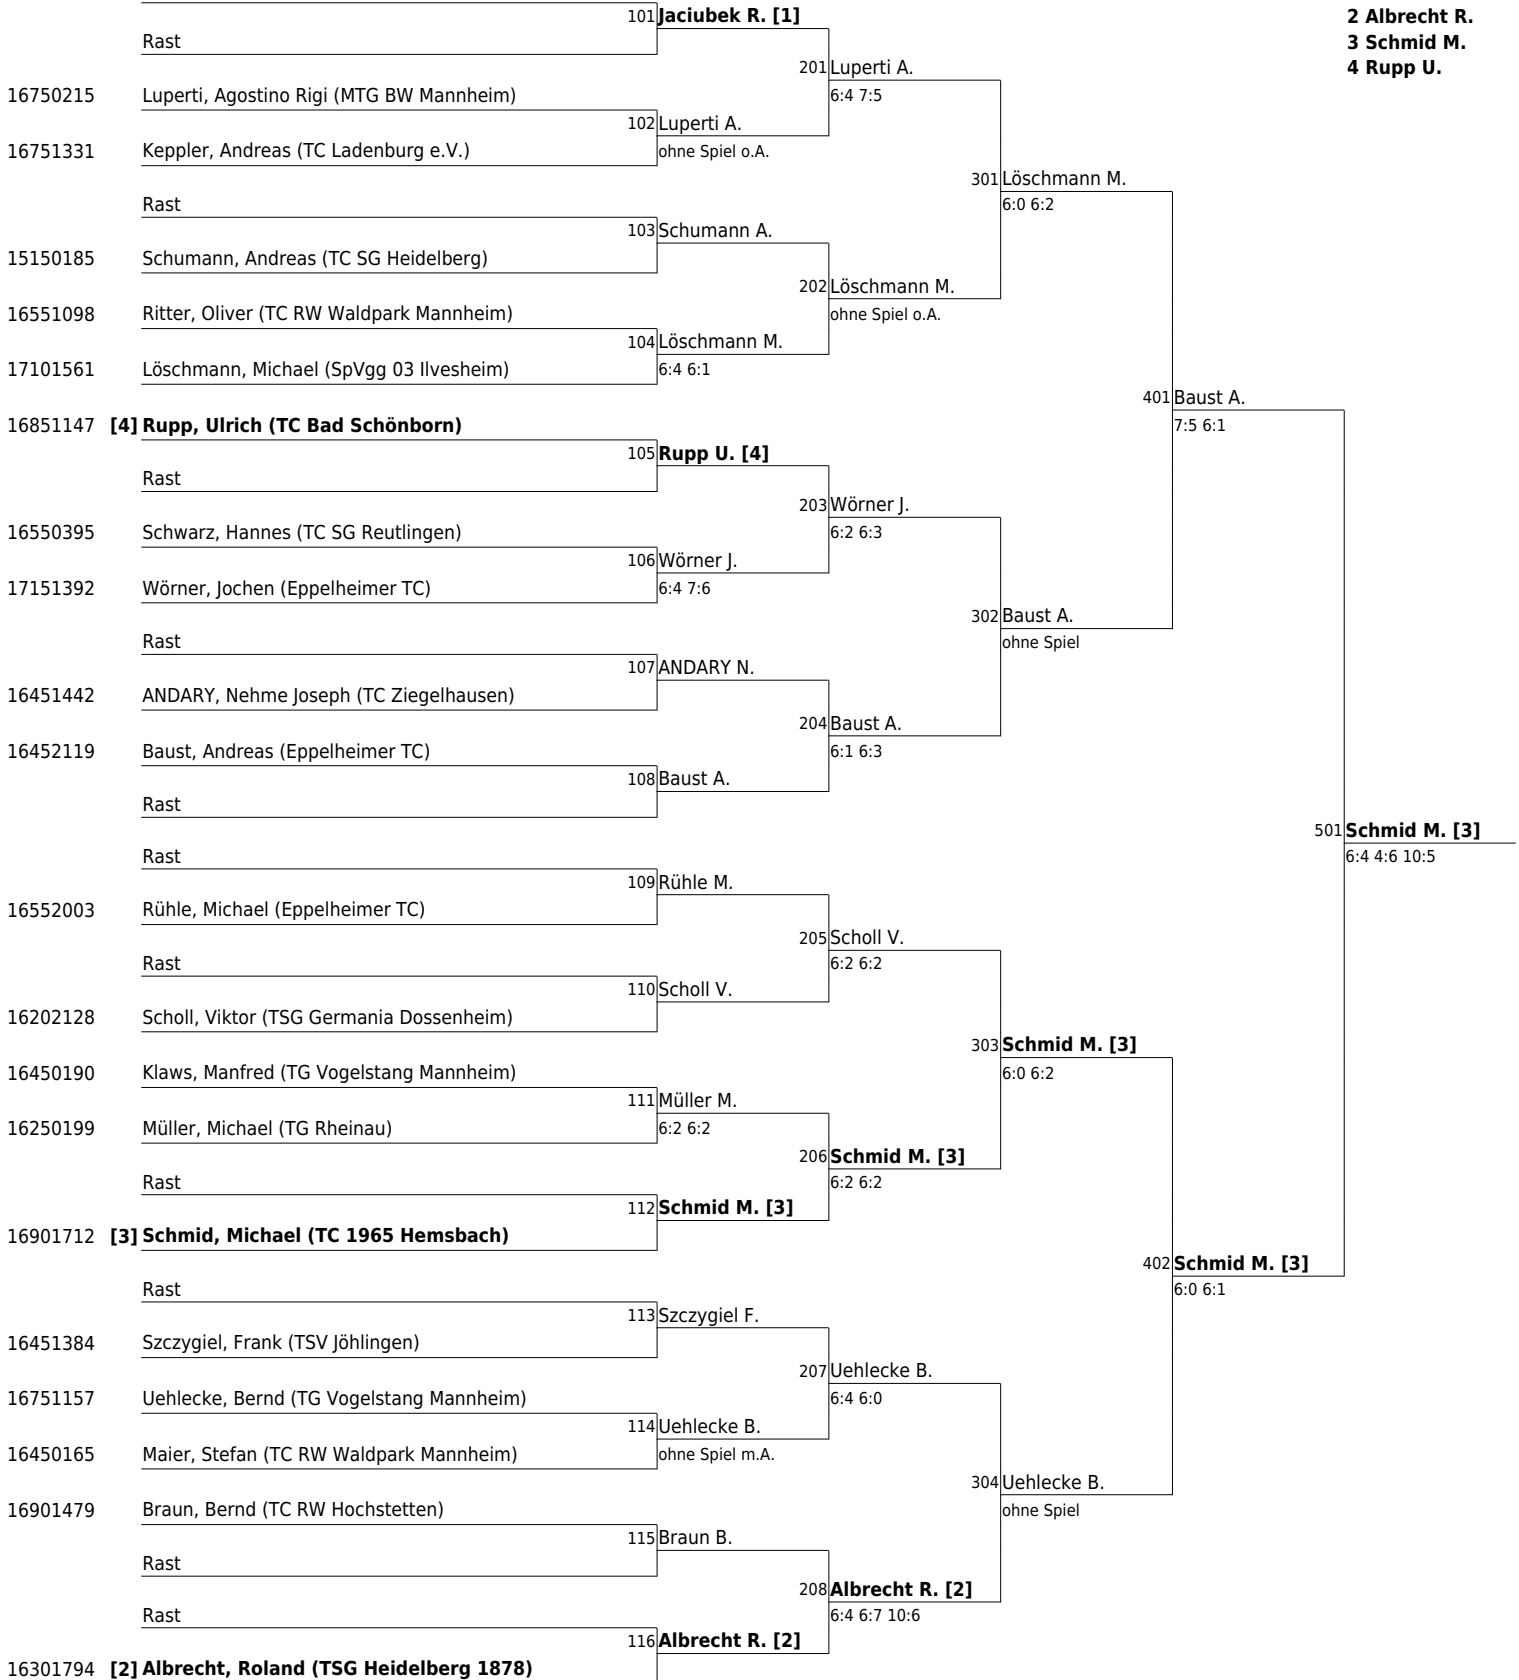 101 Jaciubek R. [1]
2 Albrecht R.
Rast
3 Schmid M.
201 Luperti A.
4 Rupp U.
16750215 Luperti, Agostino Rigi (MTG BW Mannheim)
6:4 7:5
102 Luperti A.
16751331 Keppler, Andreas (TC Ladenburg e.V.)
ohne Spiel o.A.
301 Löschmann M.
Rast
6:0 6:2
103 Schumann A.
15150185 Schumann, Andreas (TC SG Heidelberg)
202 Löschmann M.
16551098 Ritter, Oliver (TC RW Waldpark Mannheim)
ohne Spiel o.A.
104 Löschmann M.
17101561 Löschmann, Michael (SpVgg 03 Ilvesheim)
6:4 6:1
401 Baust A.
16851147 [4] Rupp, Ulrich (TC Bad Schönborn)
7:5 6:1
105 Rupp U. [4]
Rast
203 Wörner J.
16550395 Schwarz, Hannes (TC SG Reutlingen)
6:2 6:3
106 Wörner J.
17151392 Wörner, Jochen (Eppelheimer TC)
6:4 7:6
302 Baust A.
Rast
ohne Spiel
107 ANDARY N.
16451442 ANDARY, Nehme Joseph (TC Ziegelhausen)
204 Baust A.
16452119 Baust, Andreas (Eppelheimer TC)
6:1 6:3
108 Baust A.
Rast
501 Schmid M. [3]
Rast
6:4 4:6 10:5
109 Rühle M.
16552003 Rühle, Michael (Eppelheimer TC)
205 Scholl V.
Rast
6:2 6:2
110 Scholl V.
16202128 Scholl, Viktor (TSG Germania Dossenheim)
303 Schmid M. [3]
16450190 Klaws, Manfred (TG Vogelstang Mannheim)
6:0 6:2
111 Müller M.
16250199 Müller, Michael (TG Rheinau)
6:2 6:2
206 Schmid M. [3]
Rast
6:2 6:2
112 Schmid M. [3]
16901712 [3] Schmid, Michael (TC 1965 Hemsbach)
402 Schmid M. [3]
Rast
6:0 6:1
113 Szczygiel F.
16451384 Szczygiel, Frank (TSV Jöhlingen)
207 Uehlecke B.
16751157 Uehlecke, Bernd (TG Vogelstang Mannheim)
6:4 6:0
114 Uehlecke B.
16450165 Maier, Stefan (TC RW Waldpark Mannheim)
ohne Spiel m.A.
304 Uehlecke B.
16901479 Braun, Bernd (TC RW Hochstetten)
ohne Spiel
115 Braun B.
Rast
208 Albrecht R. [2]
Rast
6:4 6:7 10:6
116 Albrecht R. [2]
16301794 [2] Albrecht, Roland (TSG Heidelberg 1878)